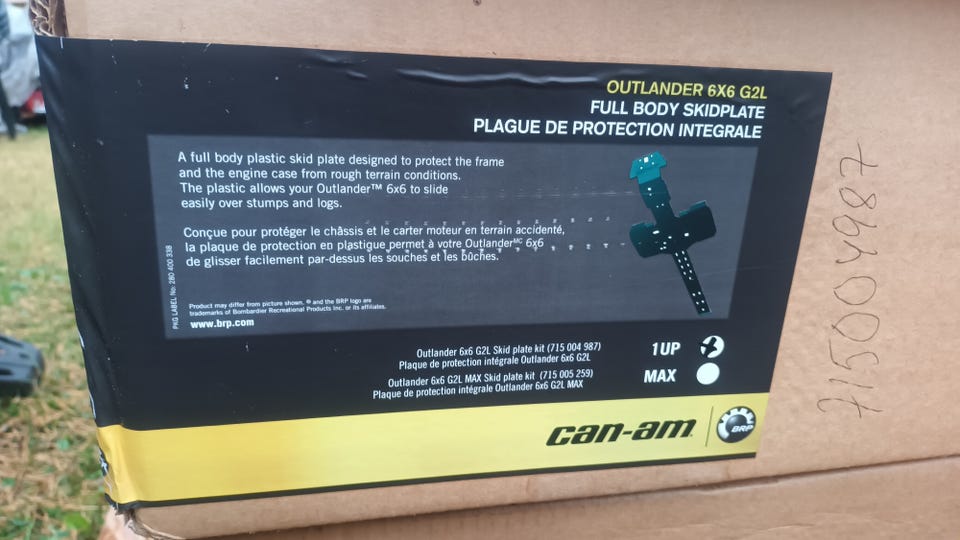 OUTLANDER 6X6 G2L
FULL BODY SKIDPLATE
PLAGUE DE PROTECTION INTEGRALE
A full body plastic skid plate designed to protect the frame
and the engine case from rough terrain conditions.
The plastic allows your Outlander™ 6x6 to slide
easily over stumps and logs.
Conçue pour protéger le châssis et le carter moteur en terrain accidenté,
la plaque de protection en plastique permet à votre Outlander MC 6x6
de glisser facilement par-dessus les souches et les bûches.
PKG LABEL No: 280 400 338
Product may differ from picture shown. ® and the BRP logo are
trademarks of Bombardier Recreational Products Inc. or its affiliates.
www.brp.com
Outlander 6x6 G2L Skid plate kit (715 004 987)
Plaque de protection intégrale Outlander 6x6 G2L
1UP
Outlander 6x6 G2L MAX Skid plate kit (715 005 259)
Plaque de protection intégrale Outlander 6x6 G2L MAX
MAX
can-am
BRP
715004987